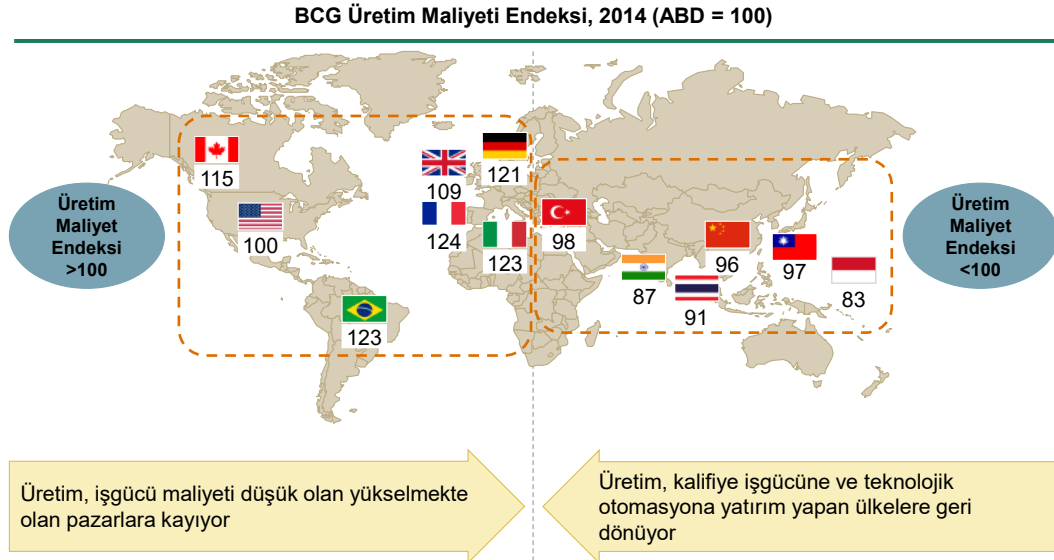 BCG Üretim Maliyeti Endeksi, 2014 (ABD = 100)
Üretim
Maliyet
Endeksi
>100
115
100
123
109
121
124
123
98
87
91
96
97
83
Üretim
Maliyet
Endeksi
<100
Üretim, işgücü maliyeti düşük olan yükselmekte
olan pazarlara kayıyor
Üretim, kalifiye işgücüne ve teknolojik
otomasyona yatırım yapan ülkelere geri
dönüyor